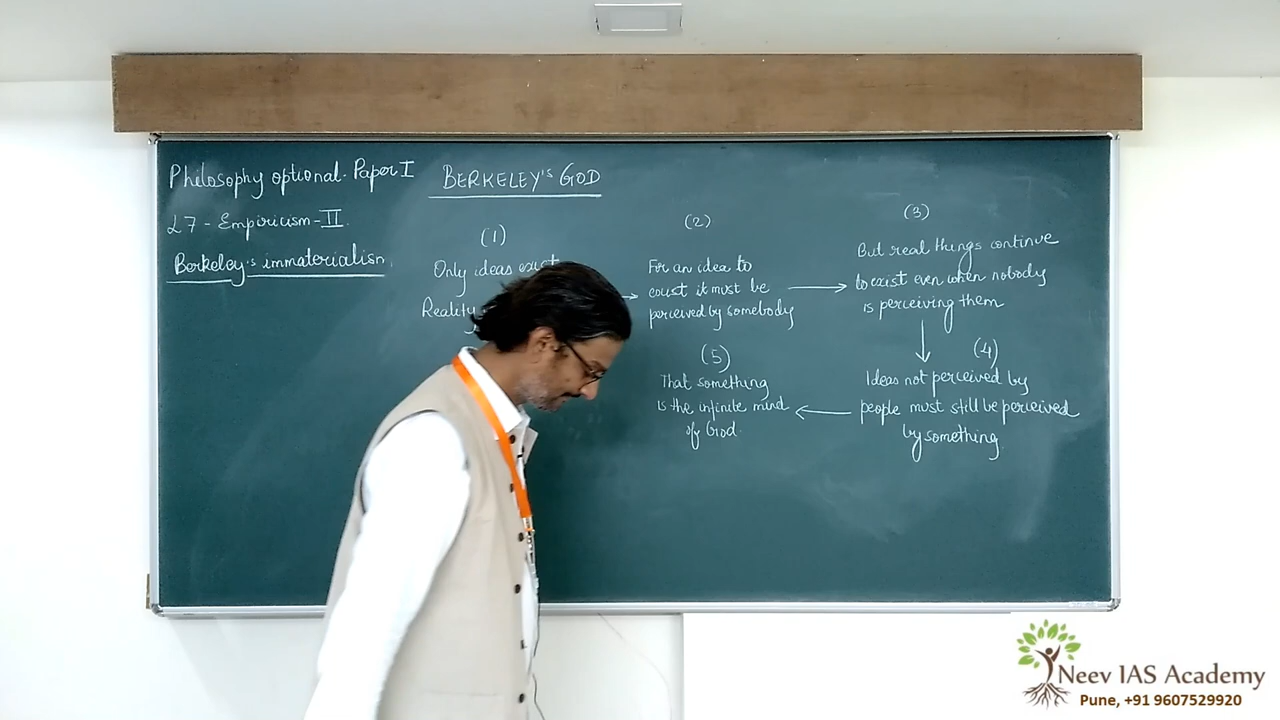 Philosophy optional. Paper I
L7 - Empiricism-II.
Berkeley's immaterialism.
BERKELEY'S GOD
(1)
Only ideas exist
Reality
(2)
For an idea to
exist it must be
perceived by somebody
(3)
But real things continue
to exist even when nobody
is perceiving them
(4)
Ideas not perceived by
people must still be perceived
by something
(5)
That something
is the infinite mind
of God.
Neev IAS Academy
Pune, +91 9607529920